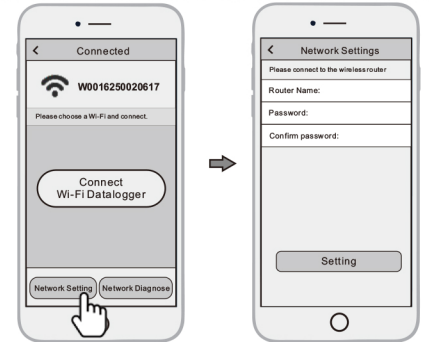 Connected
W0016250020617
Please choose a Wi-Fi and connect.
Connect
Wi-Fi Datalogger
Network Setting
Network Diagnose
Network Settings
Please connect to the wireless router
Router Name:
Password:
Confirm password:
Setting